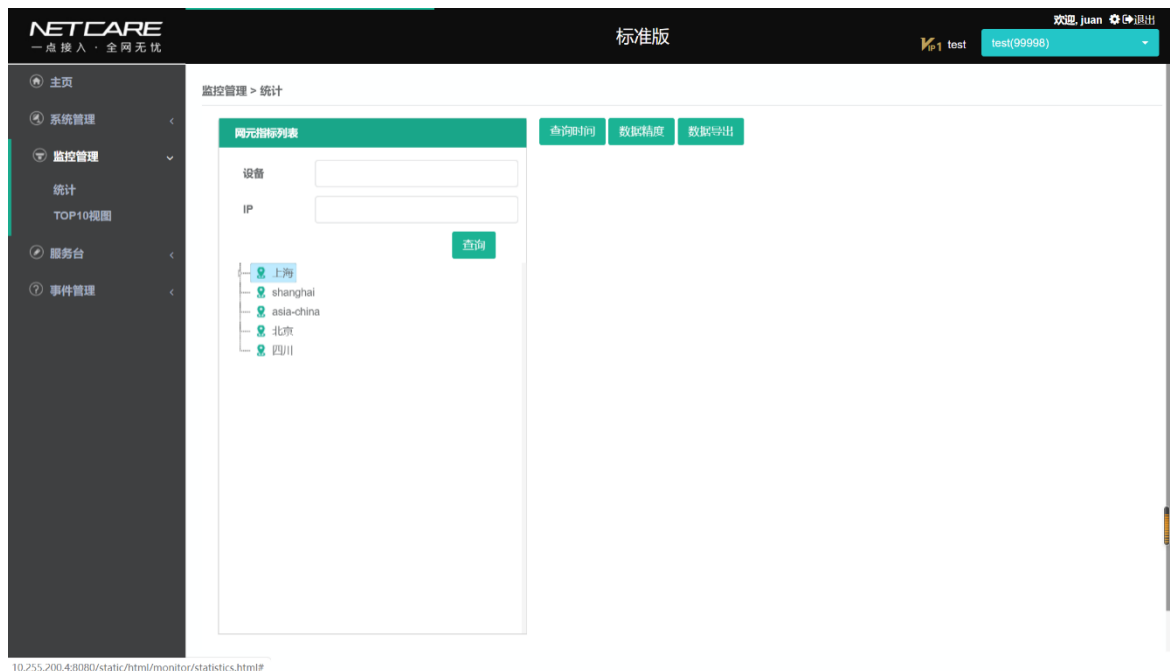 欢迎, juan 退出
NETCARE
一点接入 · 全网无忧
标准版
VIP1 test
test(99998)
主页
系统管理
监控管理
统计
TOP10视图
服务台
事件管理
监控管理 > 统计
网元指标列表
设备
IP
查询
上海
shanghai
asia-china
北京
四川
查询时间 数据精度 数据导出
10.255.200.4:8080/static/html/monitor/statistics.html#